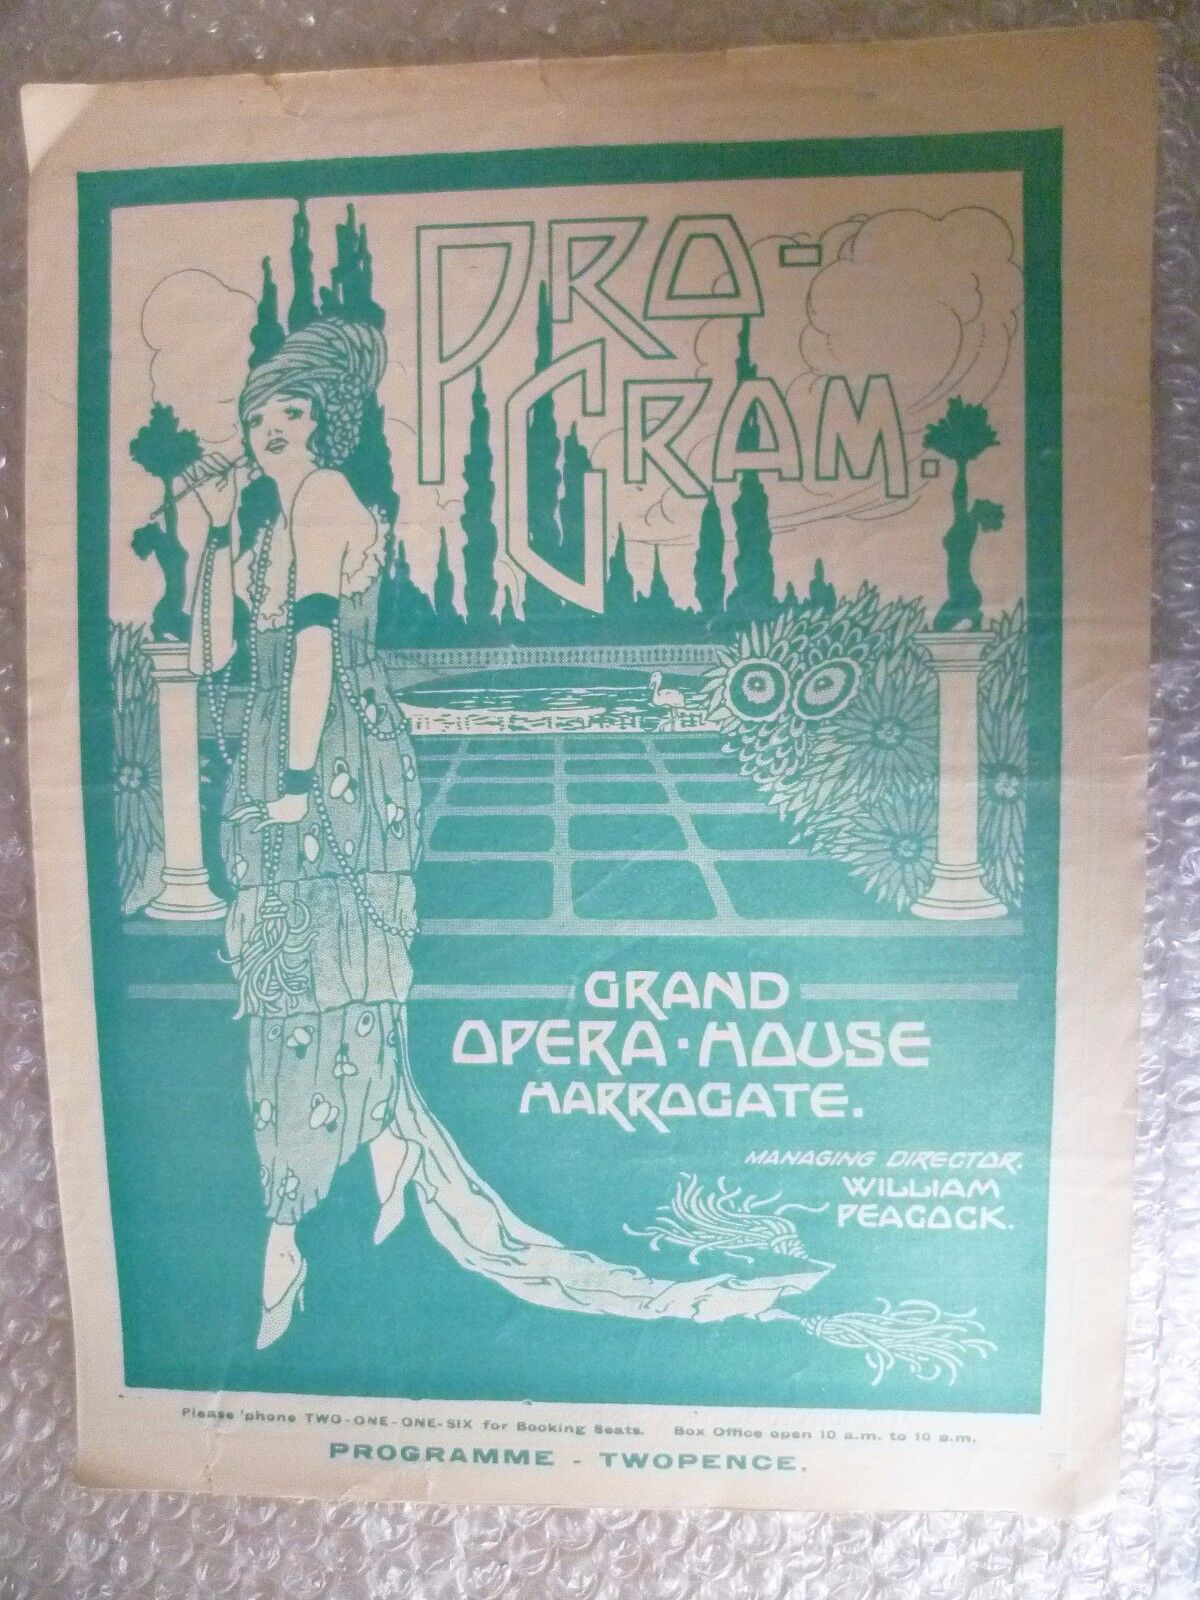 PRO-
GRAM.
GRAND
OPERA·HOUSE
HARROGATE.
MANAGING DIRECTOR.
WILLIAM
PEACOCK.
Please 'phone TWO-ONE-ONE-SIX for Booking Seats. Box Office open 10 a.m. to 10 p.m.
PROGRAMME - TWOPENCE.